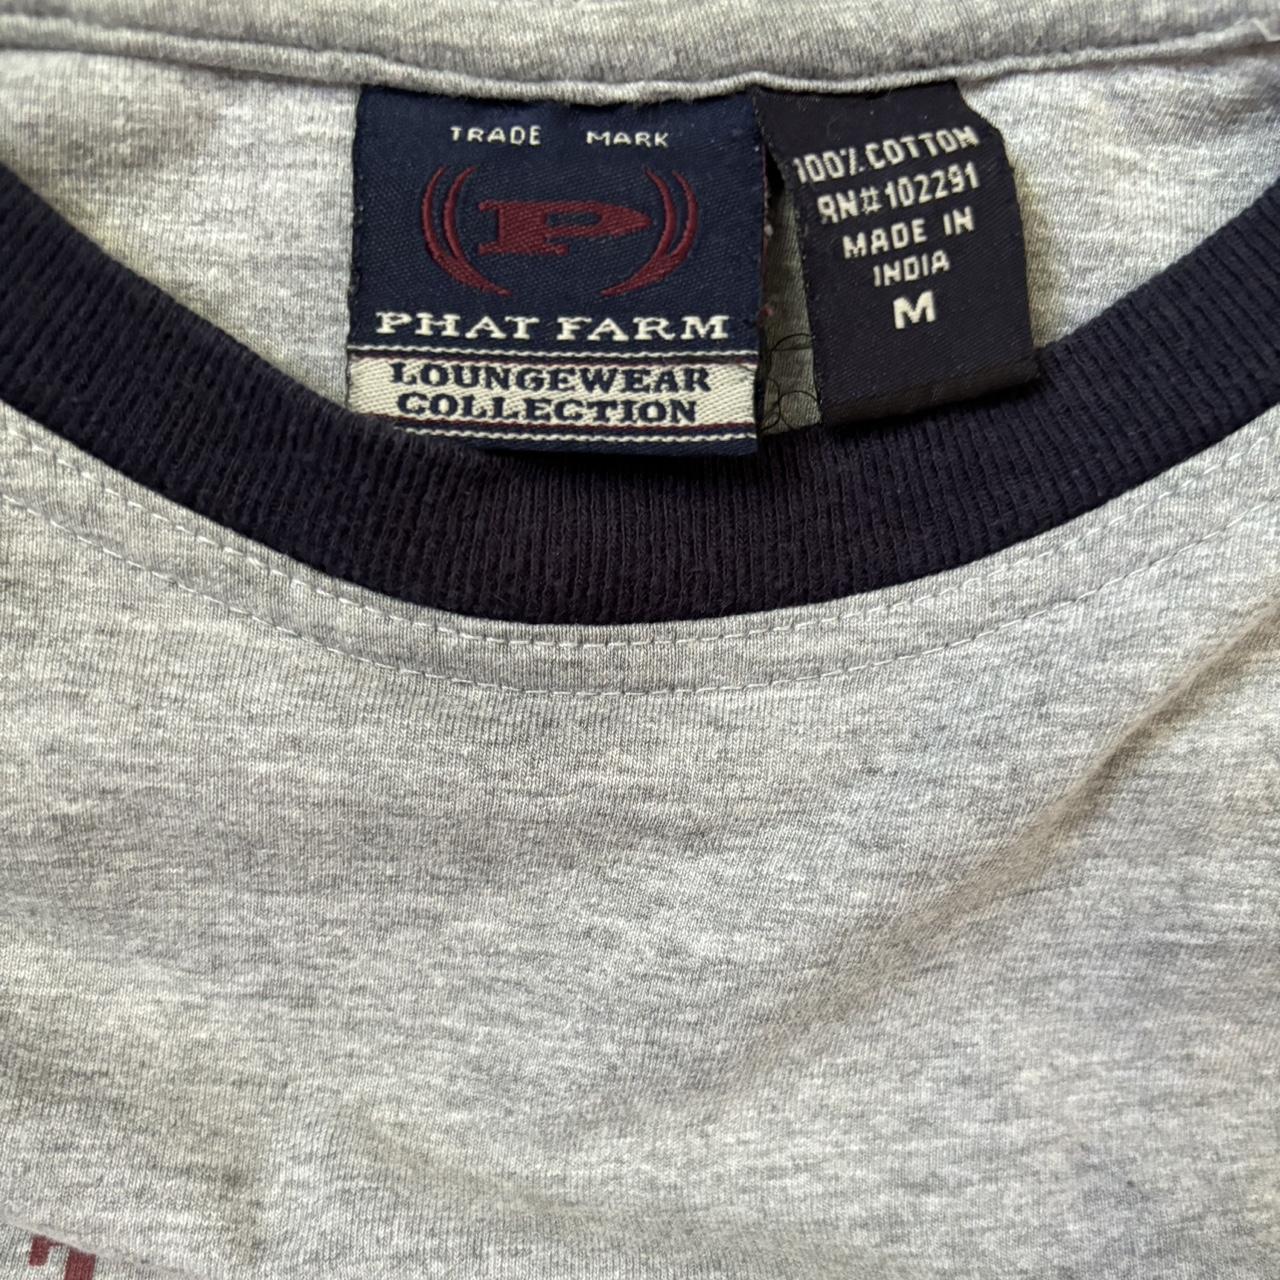 TRADE MARK
P
PHAT FARM
LOUNGEWEAR
COLLECTION
100% COTTON
RN# 102291
MADE IN
INDIA
M